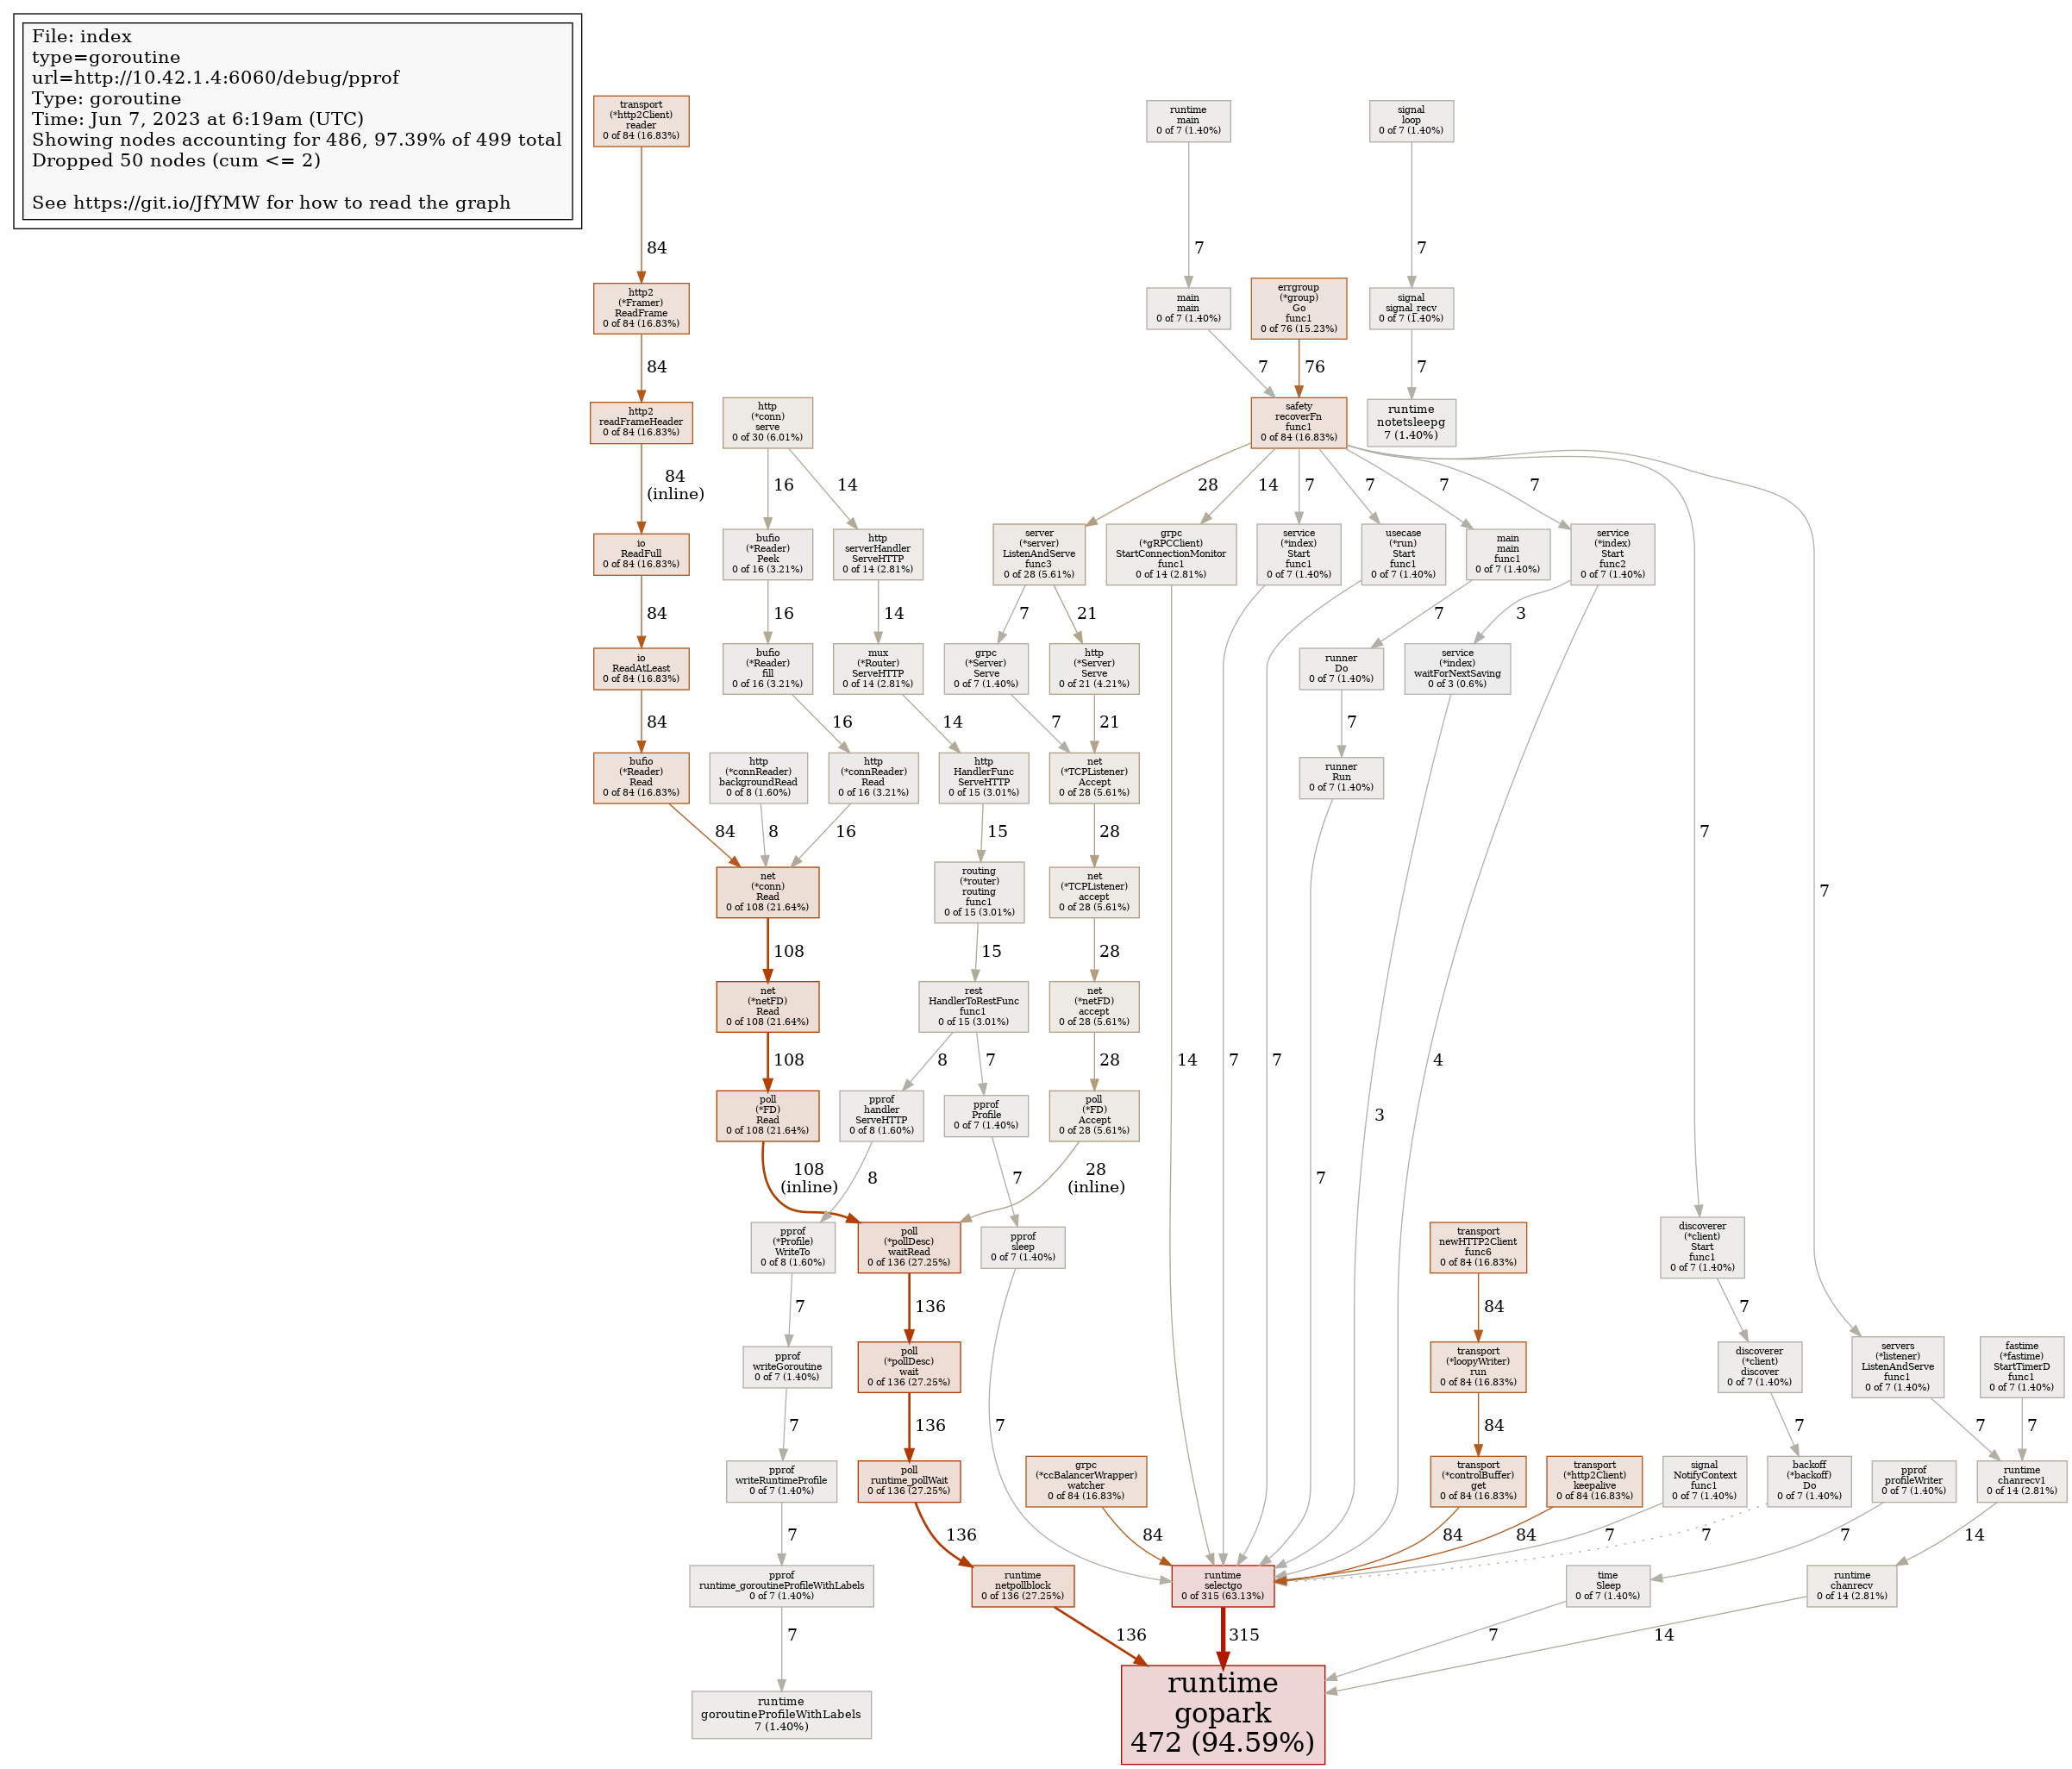 File: index
type=goroutine
url=http://10.42.1.4:6060/debug/pprof
Type: goroutine
Time: Jun 7, 2023 at 6:19am (UTC)
Showing nodes accounting for 486, 97.39% of 499 total
Dropped 50 nodes (cum <= 2)
See https://git.io/JfYMW for how to read the graph
transport
(*http2Client)
reader
0 of 84 (16.83%)
runtime
main
0 of 7 (1.40%)
signal
loop
0 of 7 (1.40%)
84
7
7
http2
(*Framer)
ReadFrame
0 of 84 (16.83%)
main
main
0 of 7 (1.40%)
errgroup
(*group)
Go
func1
0 of 76 (15.23%)
signal
signal_recv
0 of 7 (1.40%)
84
7
76
7
http2
readFrameHeader
0 of 84 (16.83%)
http
(*conn)
serve
0 of 30 (6.01%)
safety
recoverFn
func1
0 of 84 (16.83%)
runtime
notetsleepg
7 (1.40%)
84
(inline)
16
14
28
14
7
7
7
7
io
ReadFull
0 of 84 (16.83%)
bufio
(*Reader)
Peek
0 of 16 (3.21%)
http
serverHandler
ServeHTTP
0 of 14 (2.81%)
server
(*server)
ListenAndServe
func3
0 of 28 (5.61%)
grpc
(*gRPCClient)
StartConnectionMonitor
func1
0 of 14 (2.81%)
service
(*index)
Start
func1
0 of 7 (1.40%)
usecase
(*run)
Start
func1
0 of 7 (1.40%)
main
main
func1
0 of 7 (1.40%)
service
(*index)
Start
func2
0 of 7 (1.40%)
84
16
14
7
21
7
3
io
ReadAtLeast
0 of 84 (16.83%)
bufio
(*Reader)
fill
0 of 16 (3.21%)
mux
(*Router)
ServeHTTP
0 of 14 (2.81%)
grpc
(*Server)
Serve
0 of 7 (1.40%)
http
(*Server)
Serve
0 of 21 (4.21%)
runner
Do
0 of 7 (1.40%)
service
(*index)
waitForNextSaving
0 of 3 (0.6%)
84
16
14
7
21
7
bufio
(*Reader)
Read
0 of 84 (16.83%)
http
(*connReader)
backgroundRead
0 of 8 (1.60%)
http
(*connReader)
Read
0 of 16 (3.21%)
http
HandlerFunc
ServeHTTP
0 of 15 (3.01%)
net
(*TCPListener)
Accept
0 of 28 (5.61%)
runner
Run
0 of 7 (1.40%)
84
8
16
15
28
7
net
(*conn)
Read
0 of 108 (21.64%)
routing
(*router)
routing
func1
0 of 15 (3.01%)
net
(*TCPListener)
accept
0 of 28 (5.61%)
7
108
15
28
net
(*netFD)
Read
0 of 108 (21.64%)
rest
HandlerToRestFunc
func1
0 of 15 (3.01%)
net
(*netFD)
accept
0 of 28 (5.61%)
108
8
7
28
14
7
7
4
poll
(*FD)
Read
0 of 108 (21.64%)
pprof
handler
ServeHTTP
0 of 8 (1.60%)
pprof
Profile
0 of 7 (1.40%)
poll
(*FD)
Accept
0 of 28 (5.61%)
3
108
(inline)
8
7
28
(inline)
7
pprof
(*Profile)
WriteTo
0 of 8 (1.60%)
poll
(*pollDesc)
waitRead
0 of 136 (27.25%)
pprof
sleep
0 of 7 (1.40%)
transport
newHTTP2Client
func6
0 of 84 (16.83%)
discoverer
(*client)
Start
func1
0 of 7 (1.40%)
7
136
84
7
pprof
writeGoroutine
0 of 7 (1.40%)
poll
(*pollDesc)
wait
0 of 136 (27.25%)
transport
(*loopyWriter)
run
0 of 84 (16.83%)
discoverer
(*client)
discover
0 of 7 (1.40%)
servers
(*listener)
ListenAndServe
func1
0 of 7 (1.40%)
fastime
(*fastime)
StartTimerD
func1
0 of 7 (1.40%)
7
136
7
84
7
7
7
pprof
writeRuntimeProfile
0 of 7 (1.40%)
poll
runtime_pollWait
0 of 136 (27.25%)
grpc
(*ccBalancerWrapper)
watcher
0 of 84 (16.83%)
transport
(*controlBuffer)
get
0 of 84 (16.83%)
transport
(*http2Client)
keepalive
0 of 84 (16.83%)
signal
NotifyContext
func1
0 of 7 (1.40%)
backoff
(*backoff)
Do
0 of 7 (1.40%)
pprof
profileWriter
0 of 7 (1.40%)
runtime
chanrecv1
0 of 14 (2.81%)
7
136
84
84
84
7
7
7
14
pprof
runtime_goroutineProfileWithLabels
0 of 7 (1.40%)
runtime
netpollblock
0 of 136 (27.25%)
runtime
selectgo
0 of 315 (63.13%)
time
Sleep
0 of 7 (1.40%)
runtime
chanrecv
0 of 14 (2.81%)
7
136
315
7
14
runtime
goroutineProfileWithLabels
7 (1.40%)
runtime
gopark
472 (94.59%)